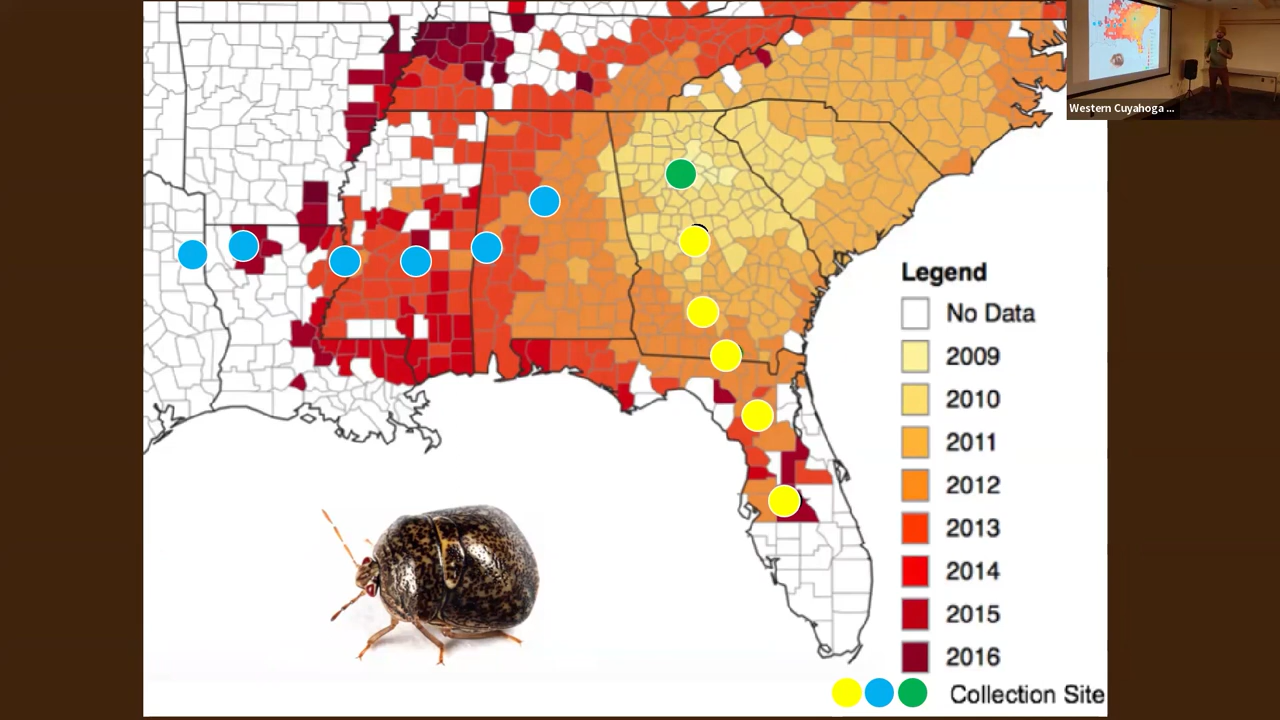 Western Cuyahoga ...
Legend
No Data
2009
2010
2011
2012
2013
2014
2015
2016
Collection Site